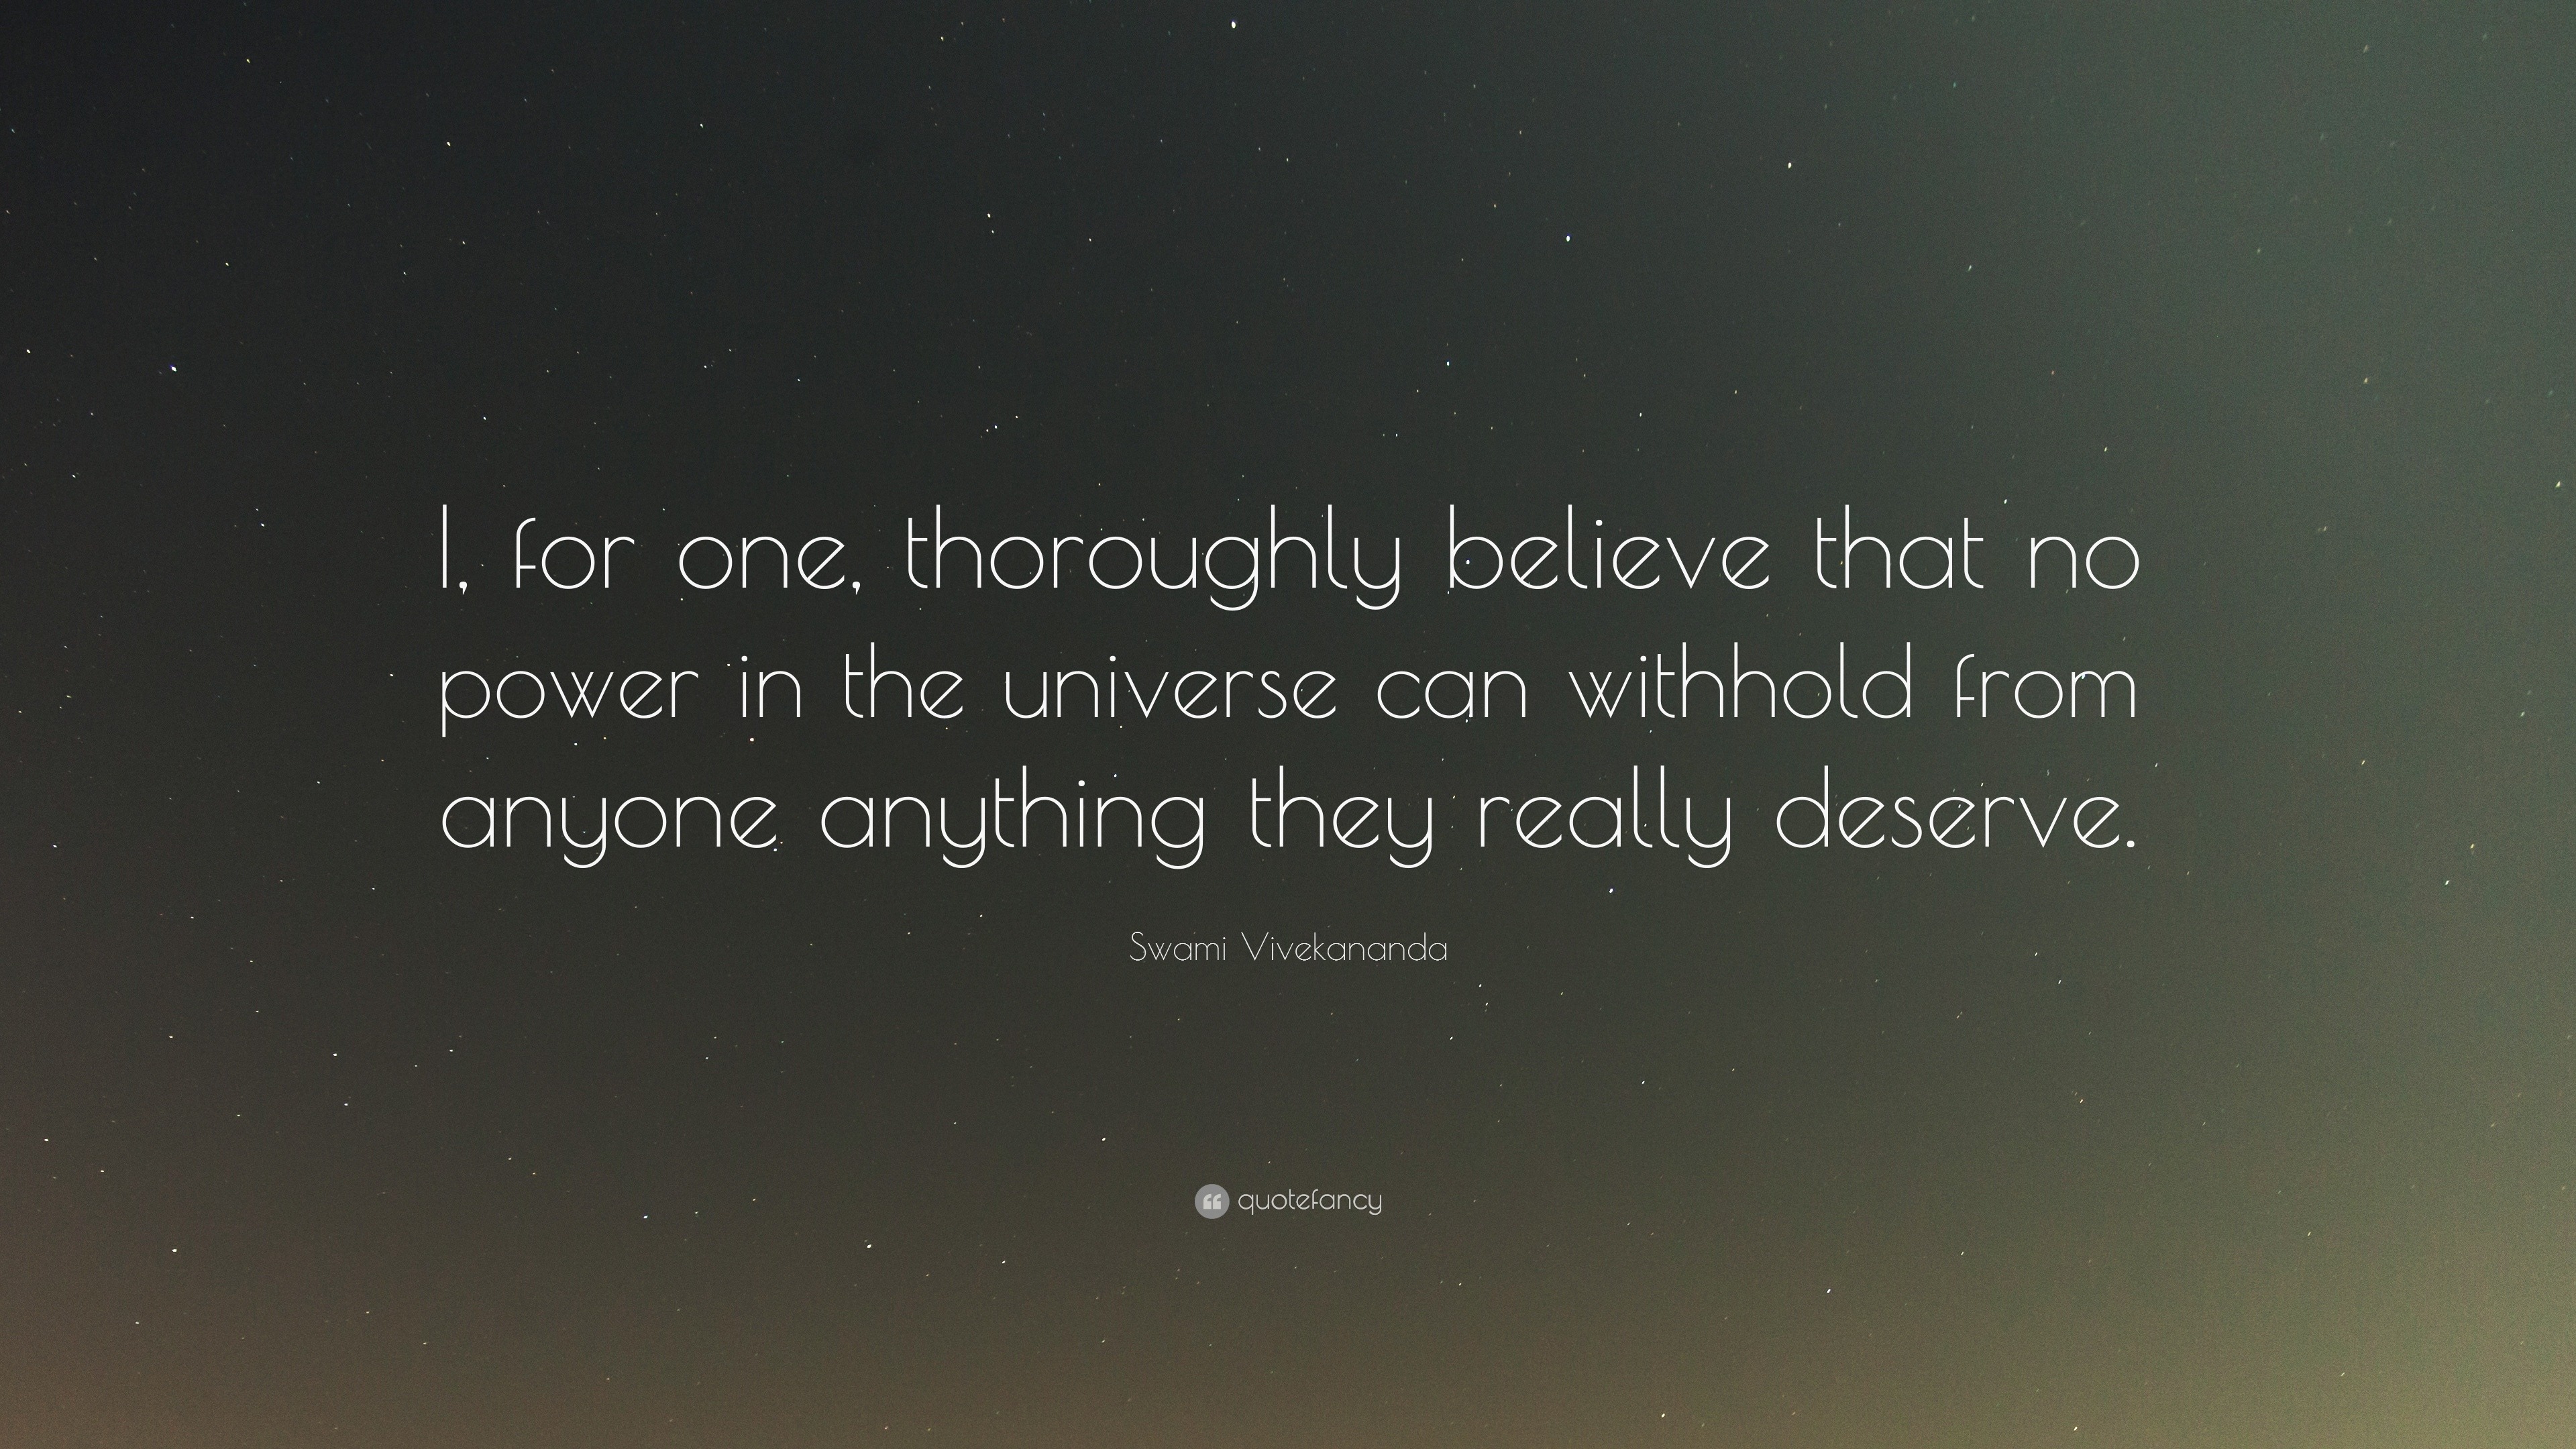 I, for one, thoroughly believe that no
power in the universe can withhold from
anyone anything they really deserve.
Swami Vivekananda
quotefancy